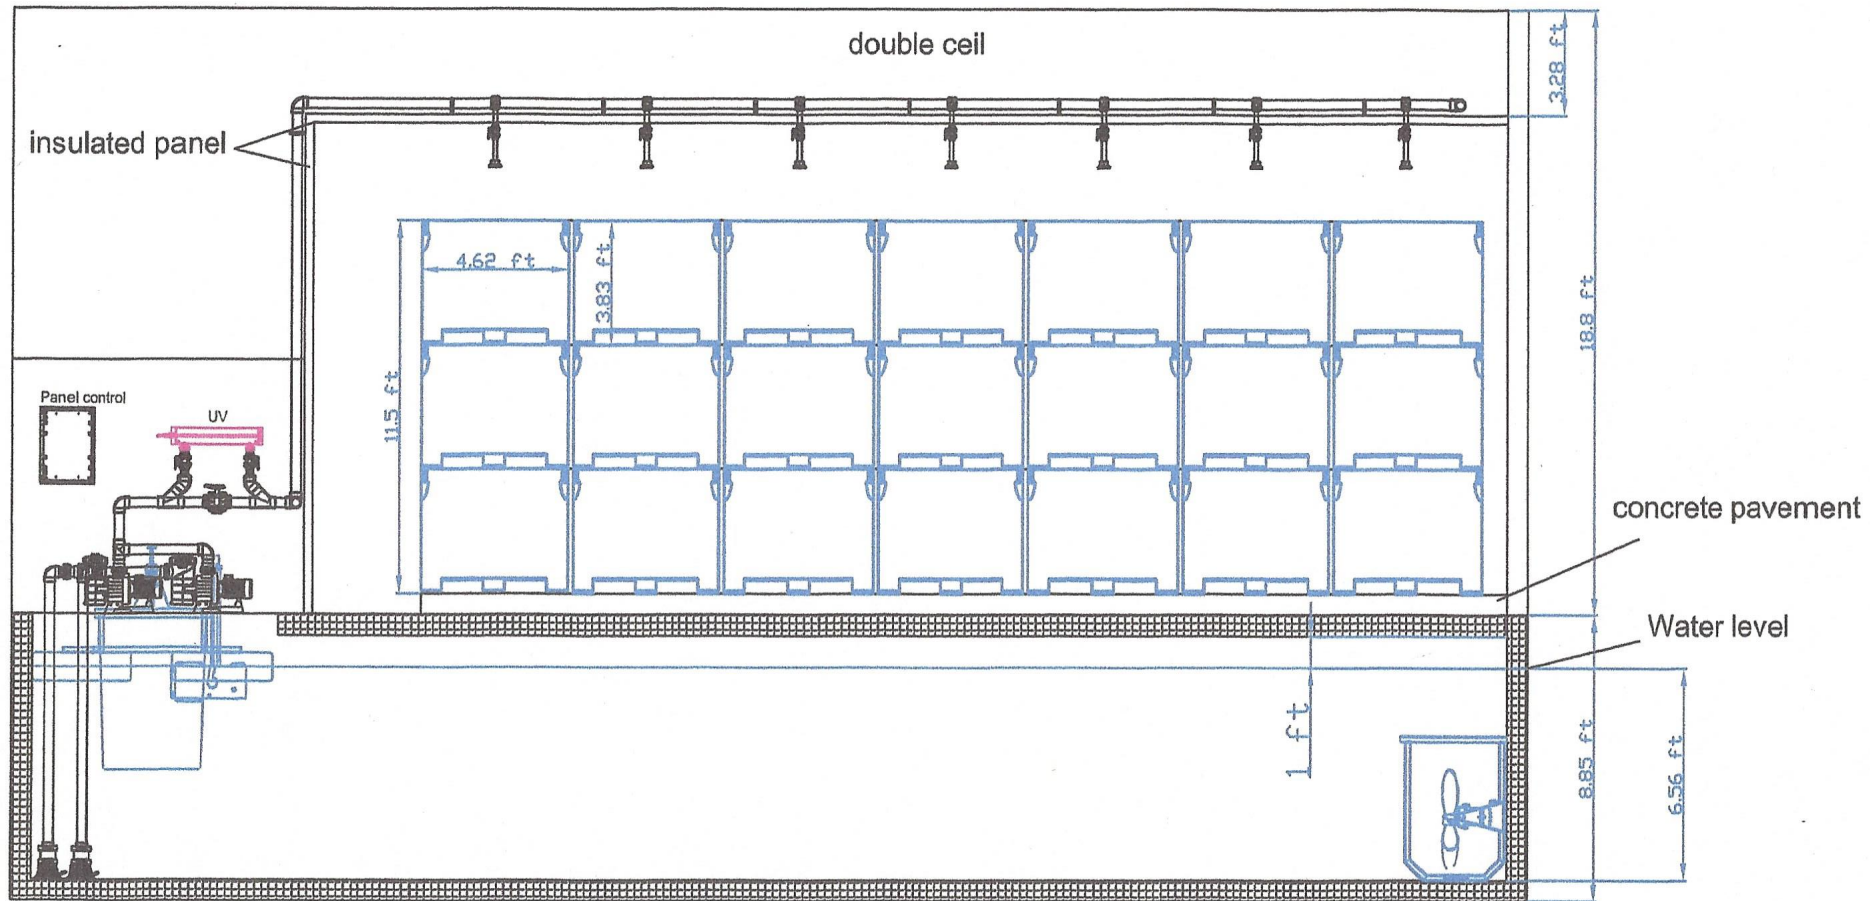 double ceil
3.28 ft
insulated panel
4.62 ft
3.83 ft
18.8 ft
11.5 ft
Panel control
UV
concrete pavement
Water level
1 ft
8.85 ft
6.56 ft